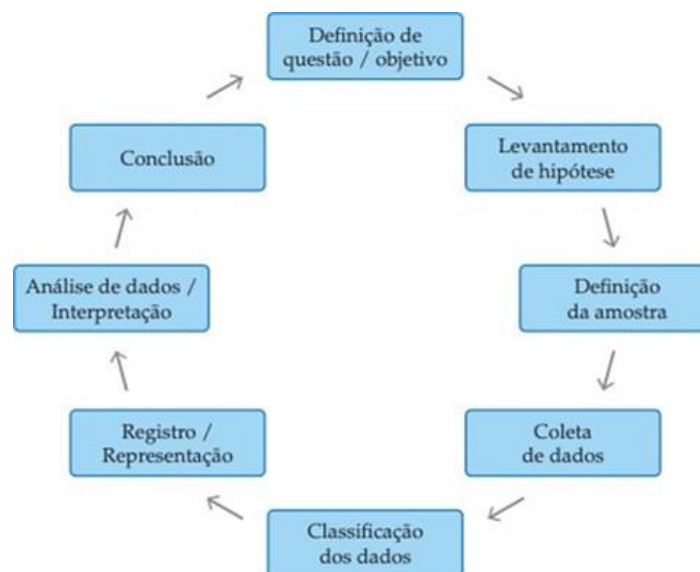 Definição de
questão / objetivo
Levantamento
de hipótese
Definição
da amostra
Coleta
de dados
Classificação
dos dados
Registro /
Representação
Análise de dados /
Interpretação
Conclusão